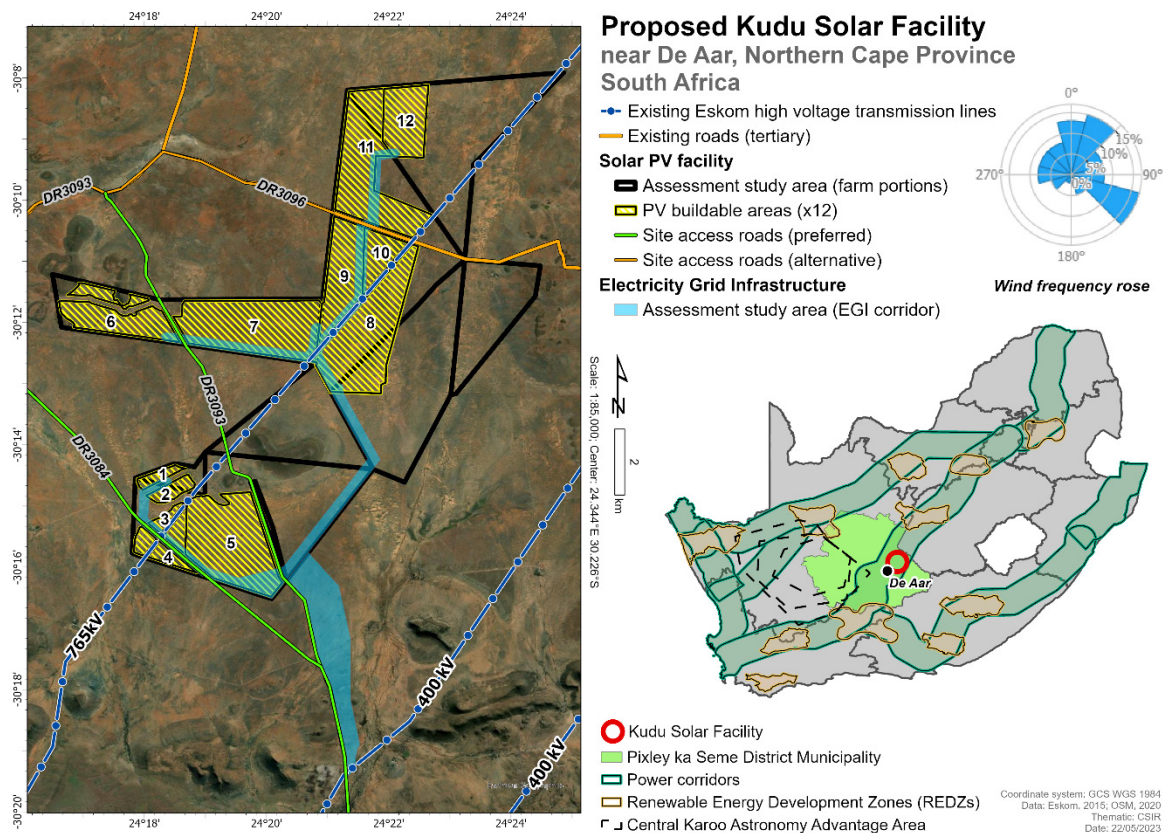 24°18'
24°20'
24°22'
24°24'
-30°8'
-30°10'
-30°12'
-30°14'
-30°16'
-30°18'
-30°20'
12
11
DR3093
DR3096
10
9
6
7
8
DR3093
DR3084
1
2
3
5
4
765kV
400 kV
400 kV
24°18'
24°20'
24°22'
24°24'
Proposed Kudu Solar Facility
near De Aar, Northern Cape Province
South Africa
Existing Eskom high voltage transmission lines
Existing roads (tertiary)
Solar PV facility
Assessment study area (farm portions)
PV buildable areas (x12)
Site access roads (preferred)
Site access roads (alternative)
Electricity Grid Infrastructure
Assessment study area (EGI corridor)
0°
15%
10%
5%
0%
270°
90°
180°
Wind frequency rose
N
2
km
Scale: 1:85,000; Center: 24.344°E 30.226°S
De Aar
Kudu Solar Facility
Pixley ka Seme District Municipality
Power corridors
Renewable Energy Development Zones (REDZs)
Central Karoo Astronomy Advantage Area
Coordinate system: GCS WGS 1984
Data: Eskom. 2015; OSM, 2020
Thematic: CSIR
Date: 22/05/2023